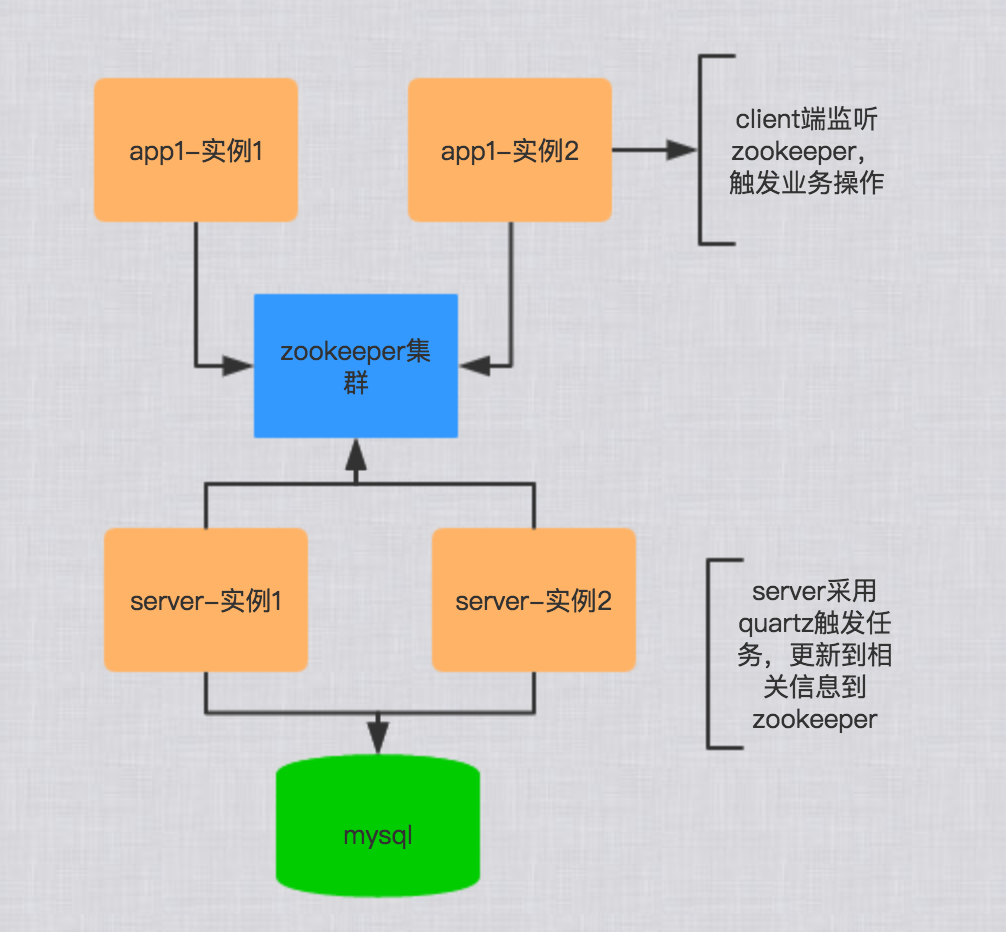 app1-实例1
app1-实例2
client端监听
zookeeper，
触发业务操作
zookeeper集
群
server-实例1
server-实例2
server采用
quartz触发任
务，更新到相
关信息到
zookeeper
mysql